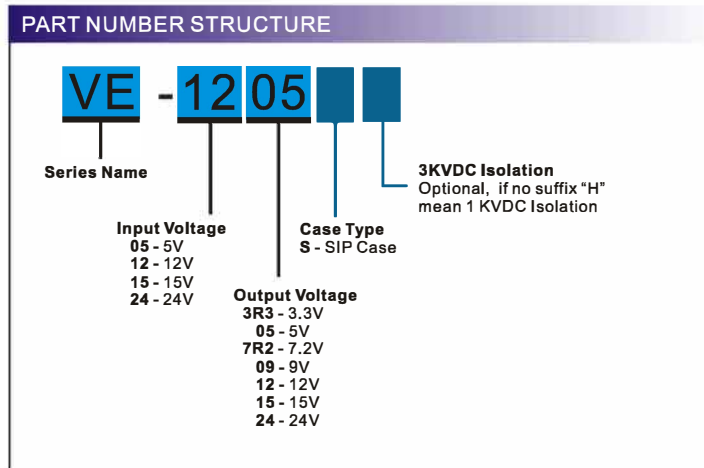 PART NUMBER STRUCTURE
VE - 12 05
Series Name
3KVDC Isolation
Optional, if no suffix “H”
mean 1 KVDC Isolation
Input Voltage
05 - 5V
12 - 12V
15 - 15V
24 - 24V
Case Type
S - SIP Case
Output Voltage
3R3 - 3.3V
05 - 5V
7R2 - 7.2V
09 - 9V
12 - 12V
15 - 15V
24 - 24V